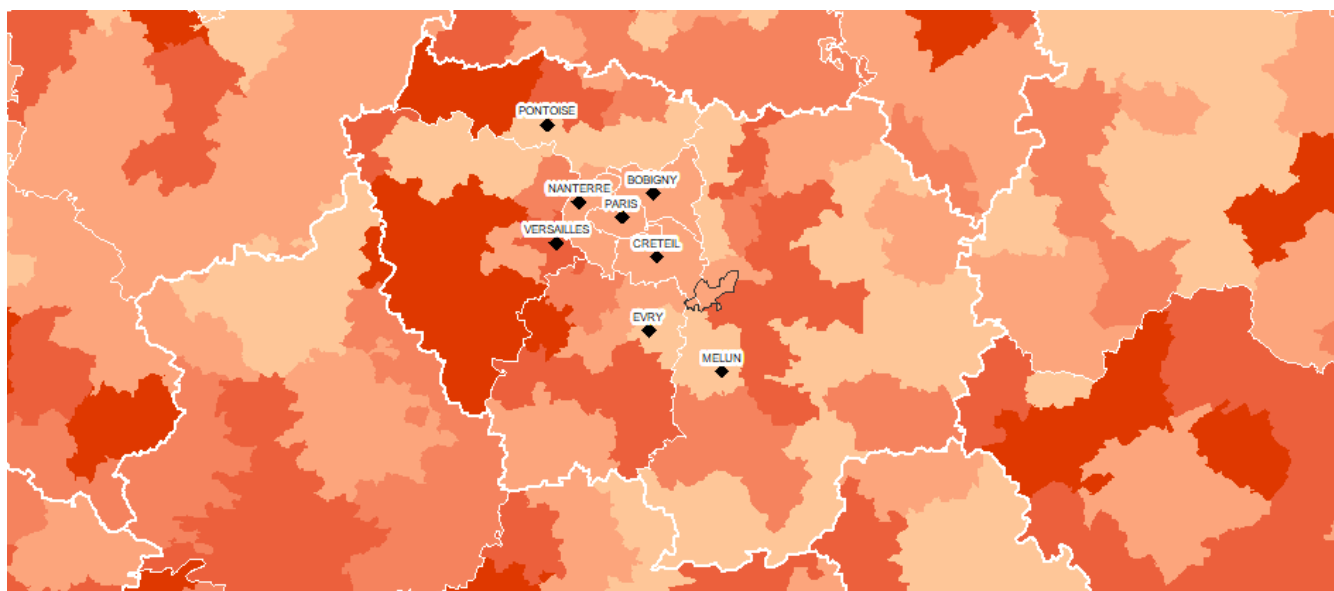 PONTOISE
BOBIGNY
NANTERRE
PARIS
VERSAILLES
CRETEIL
EVRY
MELUN